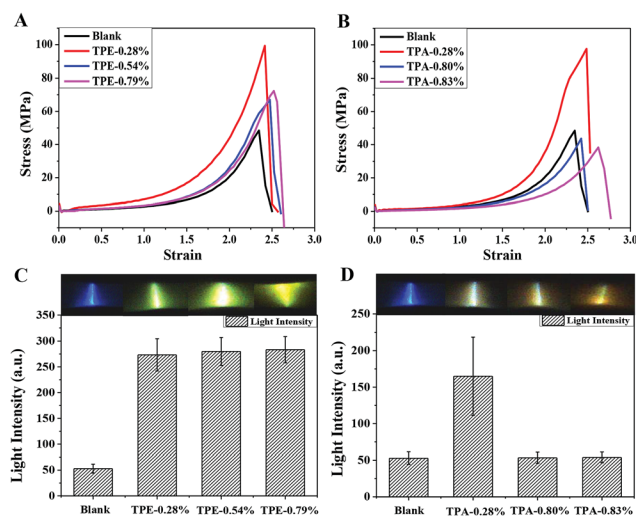 A
Blank
TPE-0.28%
TPE-0.54%
TPE-0.79%
Stress (MPa)
100
80
60
40
20
0
0.0 0.5 1.0 1.5 2.0 2.5 3.0
Strain
B
Blank
TPA-0.28%
TPA-0.80%
TPA-0.83%
Stress (MPa)
100
80
60
40
20
0
0.0 0.5 1.0 1.5 2.0 2.5 3.0
Strain
C
Light Intensity
Light Intensity (a.u.)
350
300
250
200
150
100
50
0
Blank TPE-0.28% TPE-0.54% TPE-0.79%
D
Light Intensity
Light Intensity (a.u.)
250
200
150
100
50
0
Blank TPA-0.28% TPA-0.80% TPA-0.83%